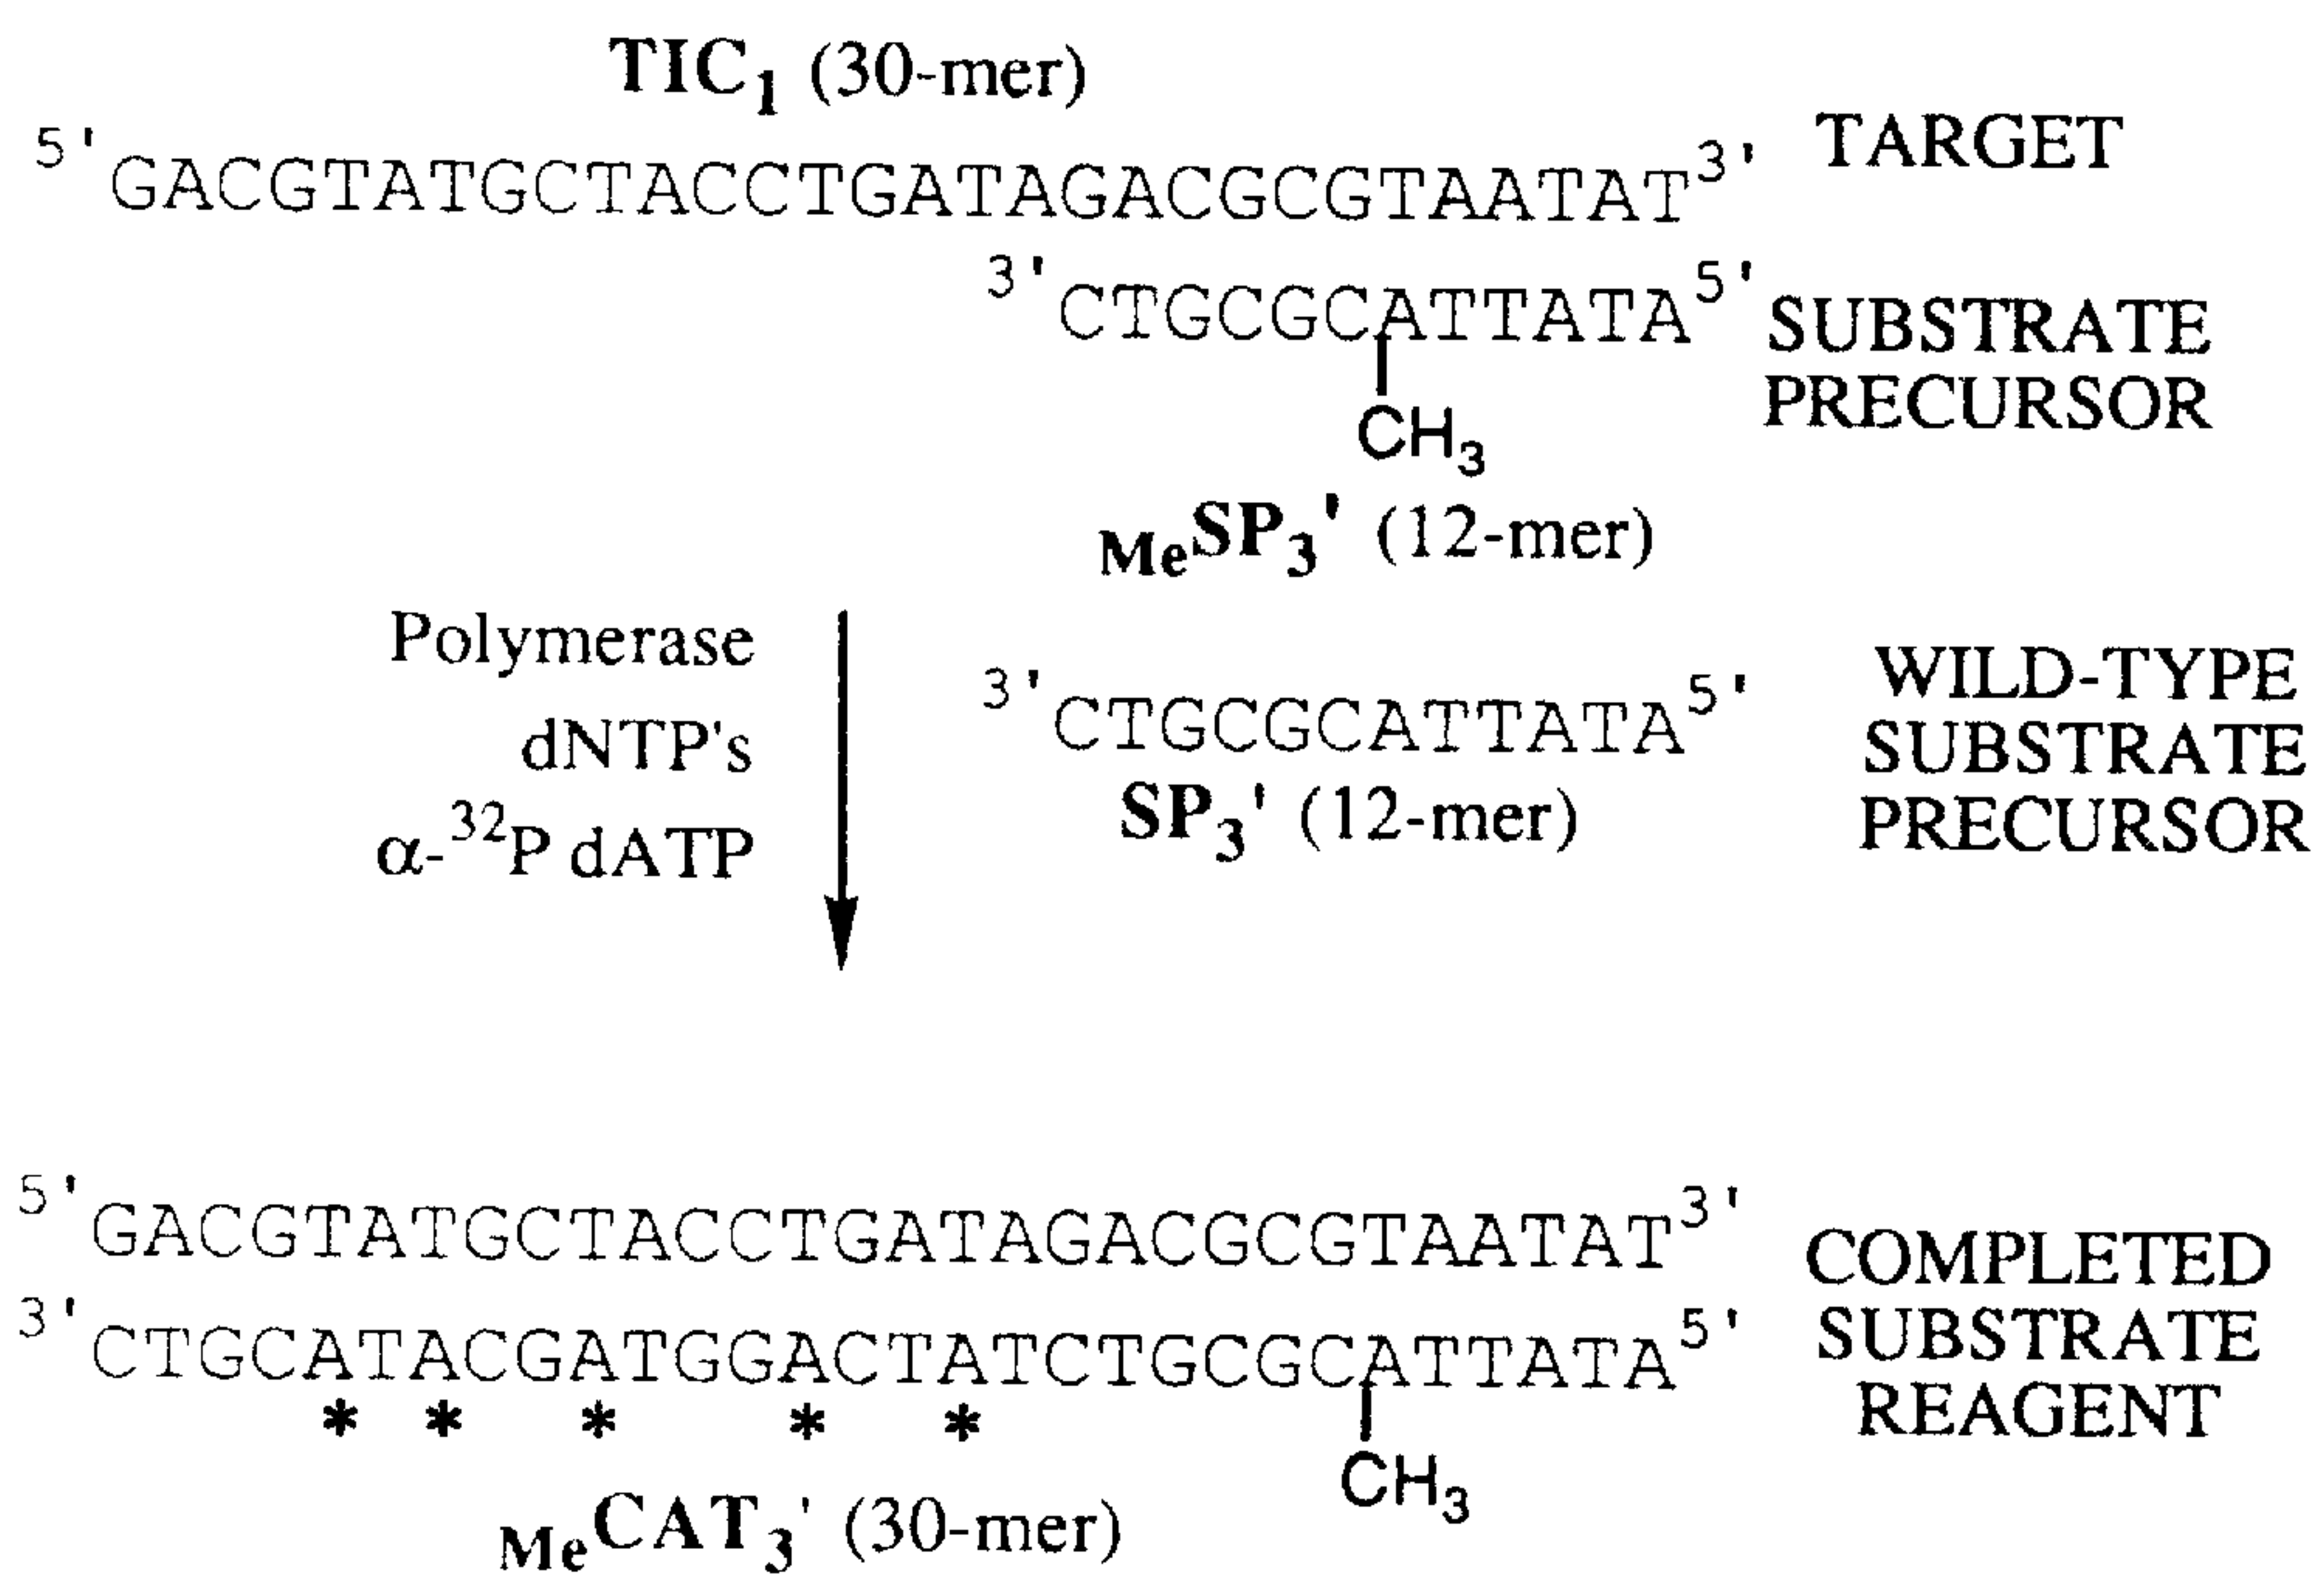 TIC1 (30-mer)
5'GACGTATGCTACCTGATAGACGCGTAATAT3' TARGET
3'CTGCGCATTATA5' SUBSTRATE
PRECURSOR
CH3
MeSP3' (12-mer)
Polymerase
dNTP's
α-32P dATP
3'CTGCGCATTATA5' WILD-TYPE
SUBSTRATE
PRECURSOR
SP3' (12-mer)
5'GACGTATGCTACCTGATAGACGCGTAATAT3'
3'CTGCATACGATGGACTATCTGCGCATTATA5'
COMPLETED
SUBSTRATE
REAGENT
* * * * *
CH3
MeCAT3' (30-mer)